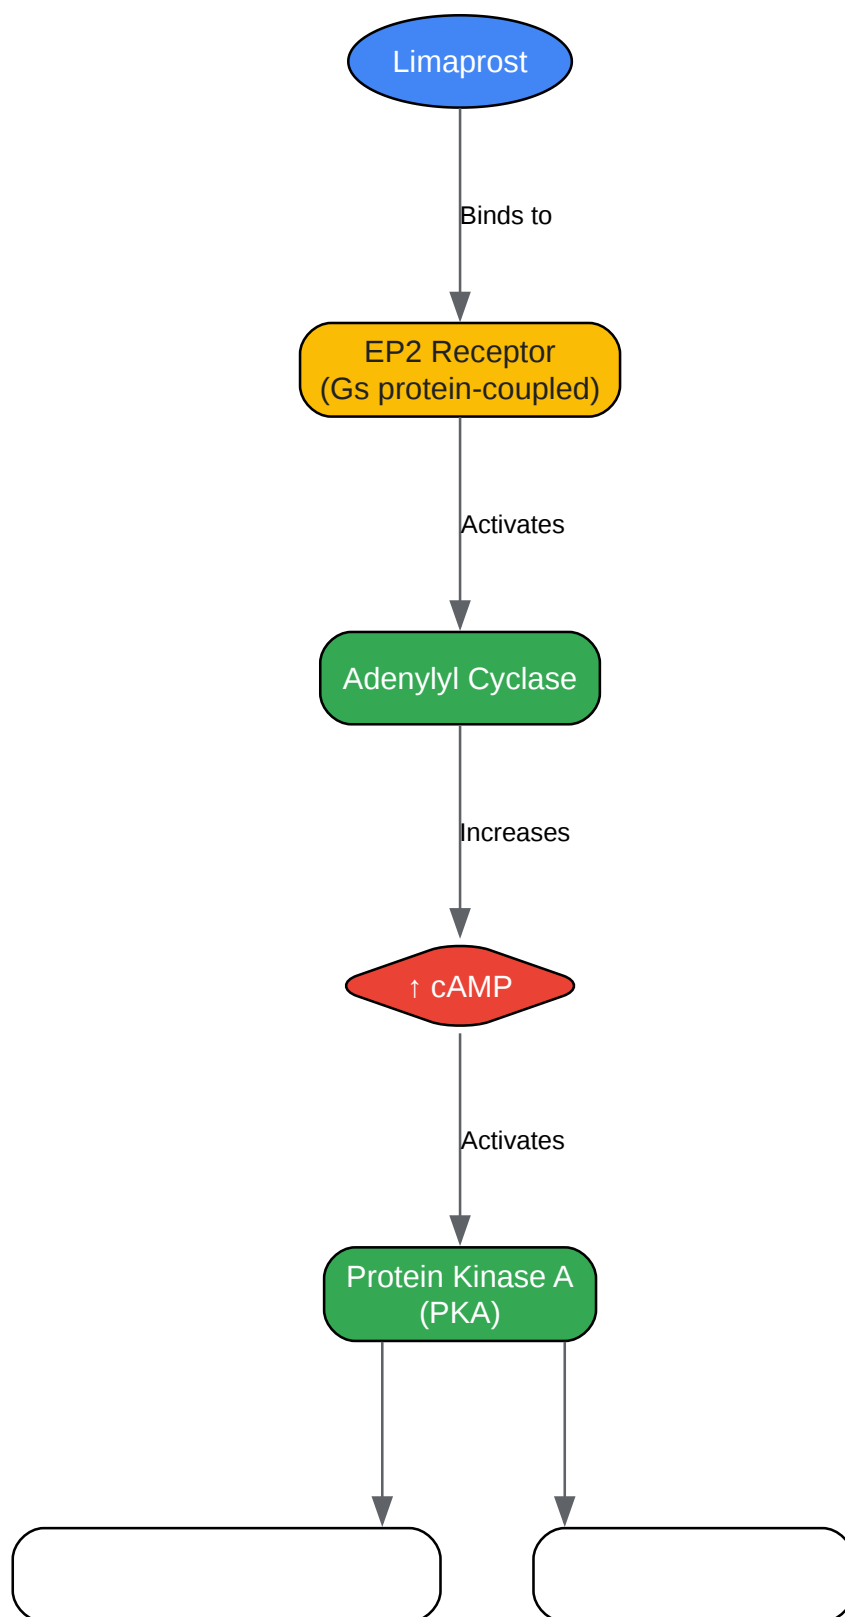 Limaprost
Binds to
EP2 Receptor
(Gs protein-coupled)
Activates
Adenylyl Cyclase
Increases
↑ cAMP
Activates
Protein Kinase A
(PKA)